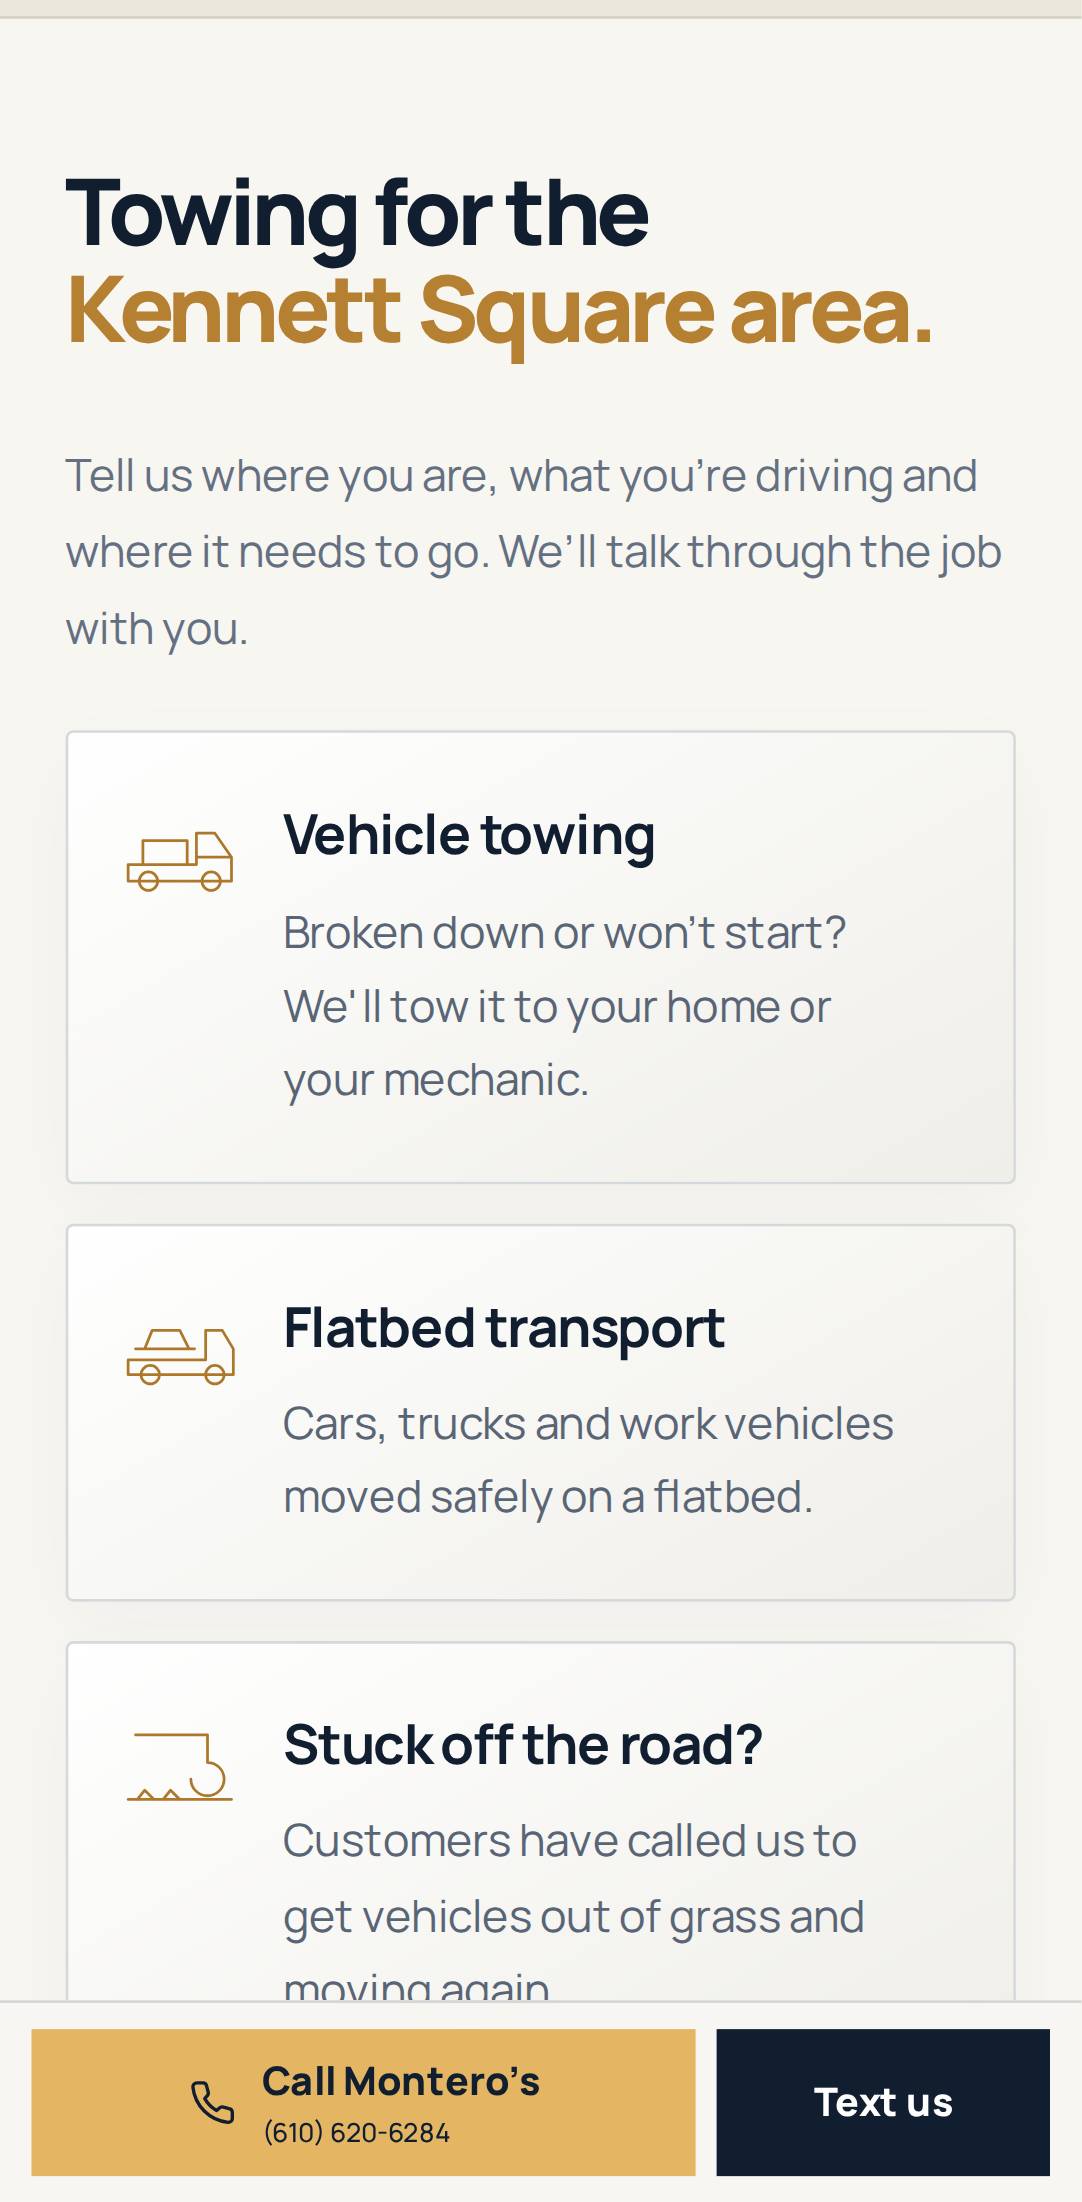 Towing for the
Kennett Square area.
Tell us where you are, what you’re driving and
where it needs to go. We’ll talk through the job
with you.
Vehicle towing
Broken down or won’t start?
We'll tow it to your home or
your mechanic.
Flatbed transport
Cars, trucks and work vehicles
moved safely on a flatbed.
Stuck off the road?
Customers have called us to
get vehicles out of grass and
moving again
Call Montero’s
(610) 620-6284
Text us